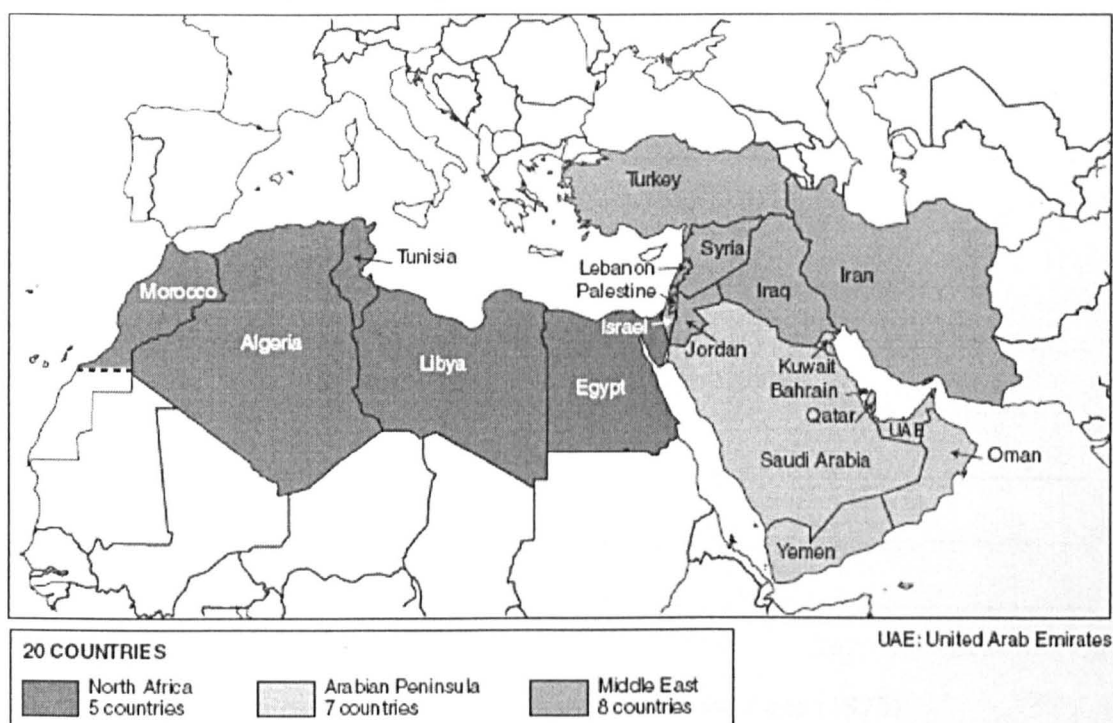 Turkey
Syria
Tunisia
Lebanon
Iran
Palestine
Iraq
Morocco
Israel
Algeria
Jordan
Libya
Kuwait
Egypt
Bahrain
Qatar
UAE
Oman
Saudi Arabia
Yemen
UAE: United Arab Emirates
20 COUNTRIES
North Africa
5 countries
Arabian Peninsula
7 countries
Middle East
8 countries